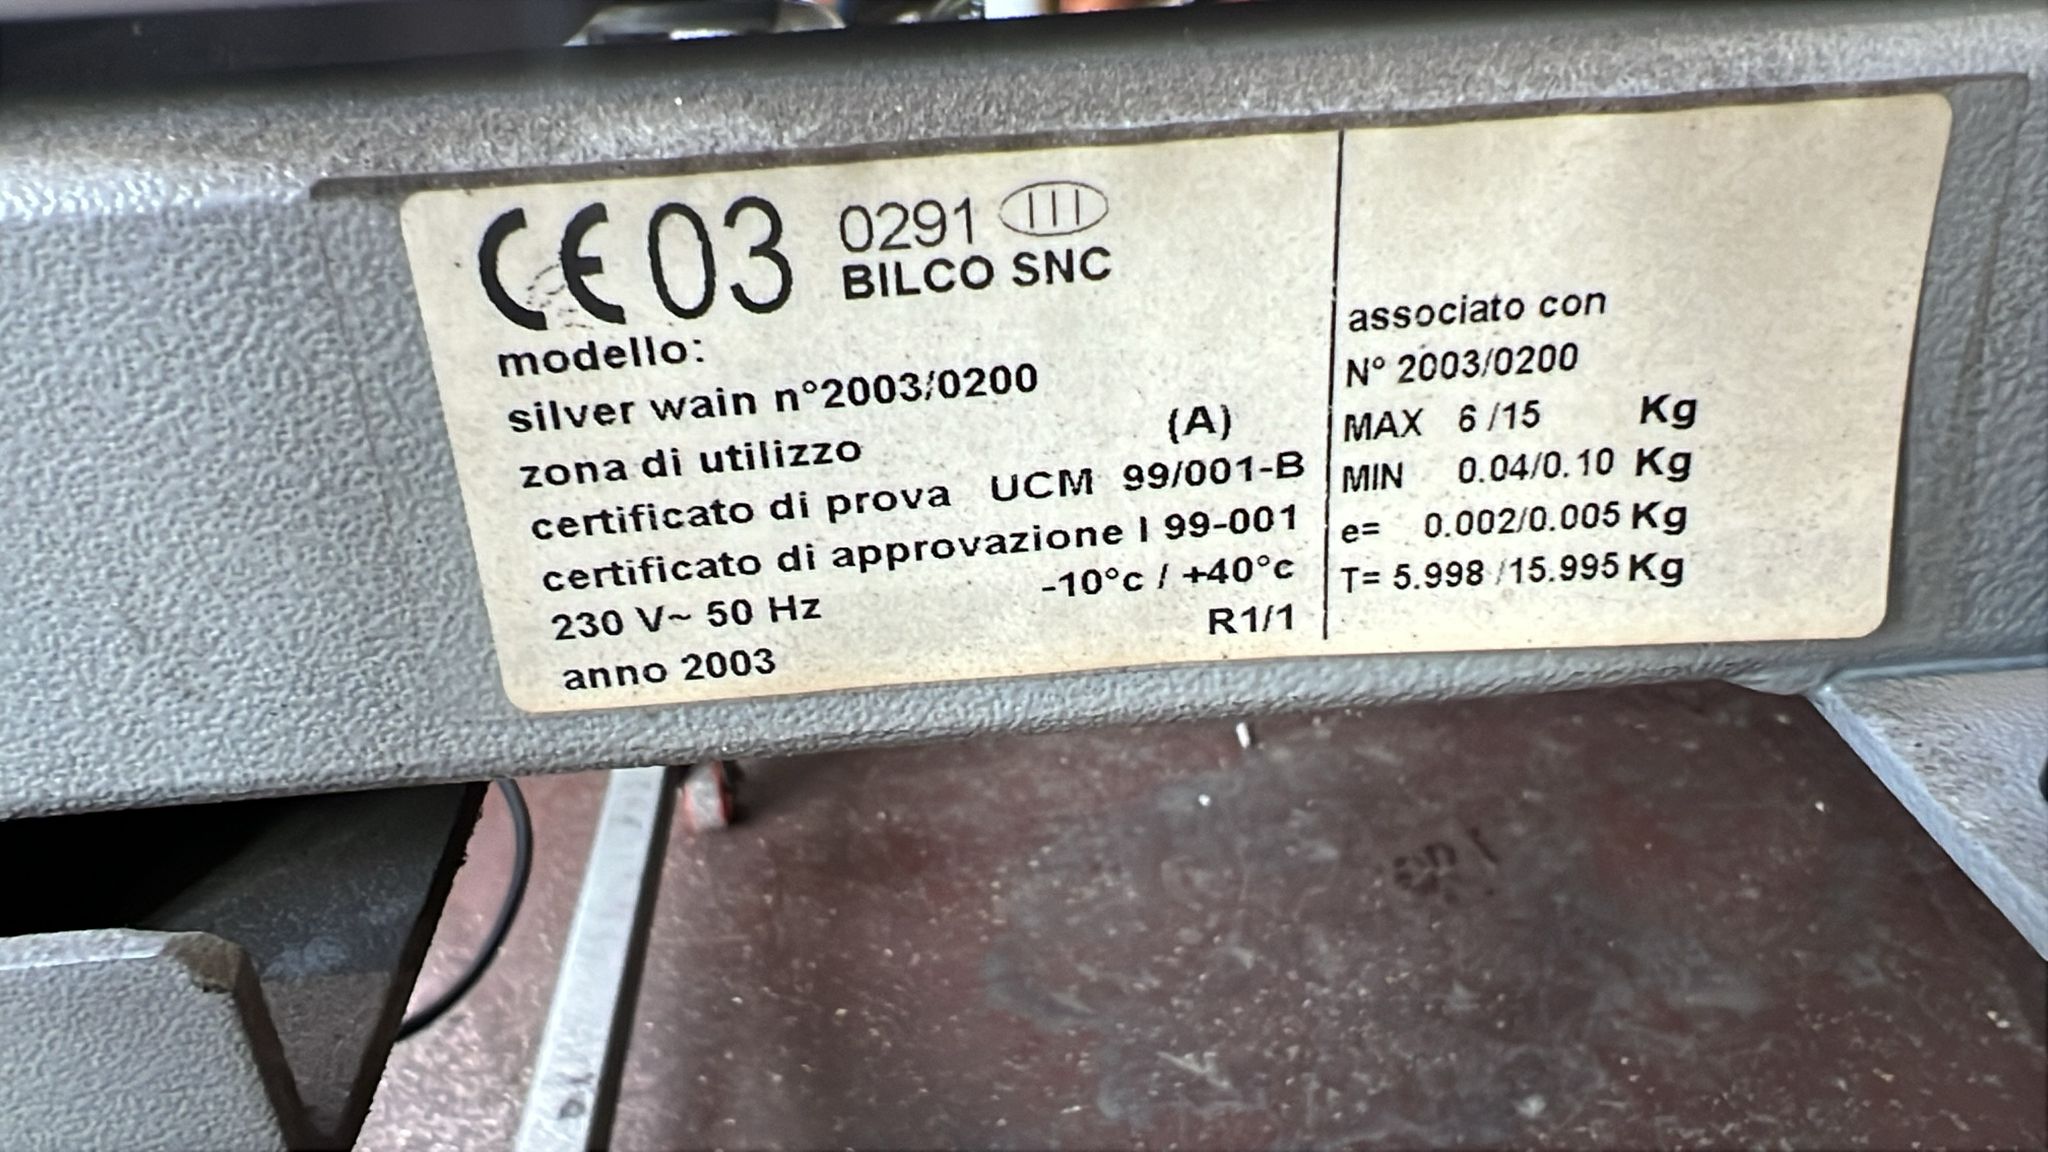 CE 03 0291 III
BILCO SNC
modello:
silver wain n°2003/0200
zona di utilizzo (A)
certificato di prova UCM 99/001-B
certificato di approvazione I 99-001
230 V~ 50 Hz -10°c / +40°c
anno 2003 R1/1
associato con
N° 2003/0200
MAX 6 /15 Kg
MIN 0.04/0.10 Kg
e= 0.002/0.005 Kg
T= 5.998 /15.995 Kg